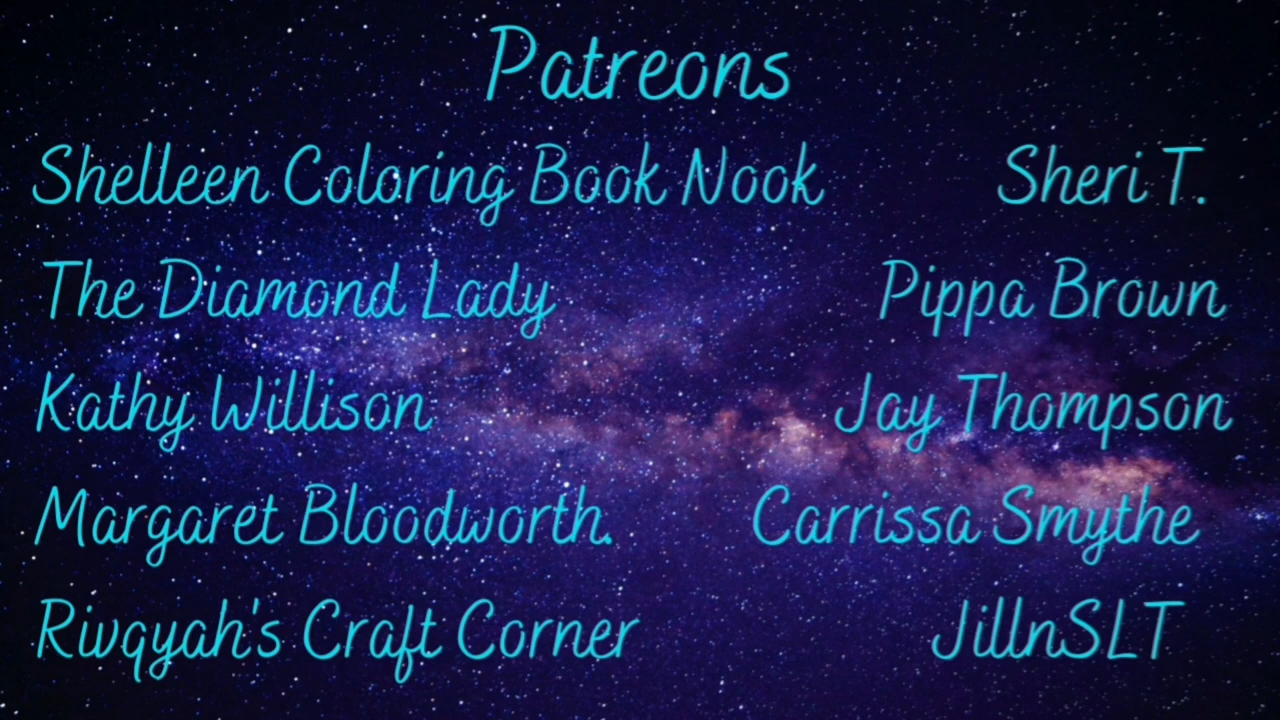 Patreons
Shelleen Coloring Book Nook
Sheri T.
The Diamond Lady
Pippa Brown
Kathy Willison
Jay Thompson
Margaret Bloodworth.
Carrissa Smythe
Rivqyah's Craft Corner
JillnSLT